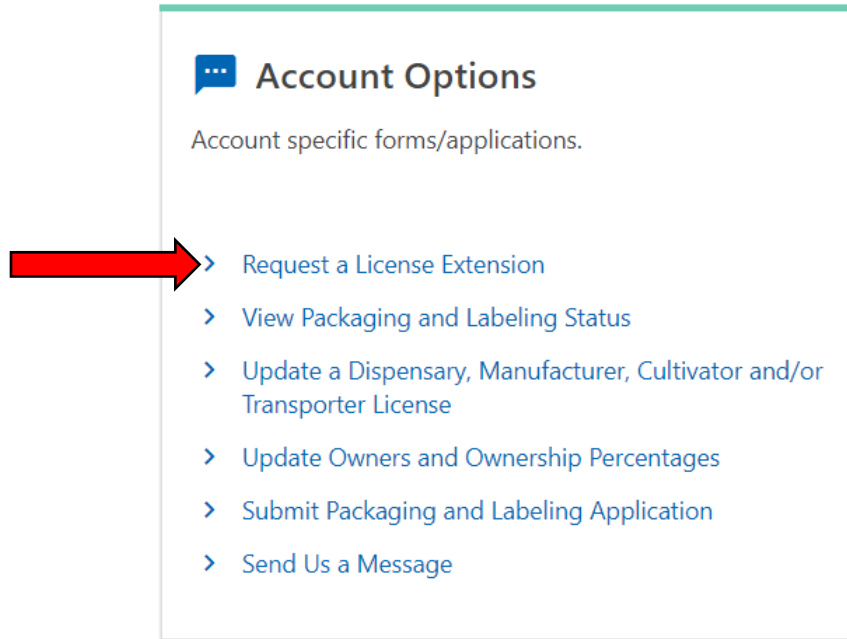 Account Options
Account specific forms/applications.
Request a License Extension
View Packaging and Labeling Status
Update a Dispensary, Manufacturer, Cultivator and/or
Transporter License
Update Owners and Ownership Percentages
Submit Packaging and Labeling Application
Send Us a Message